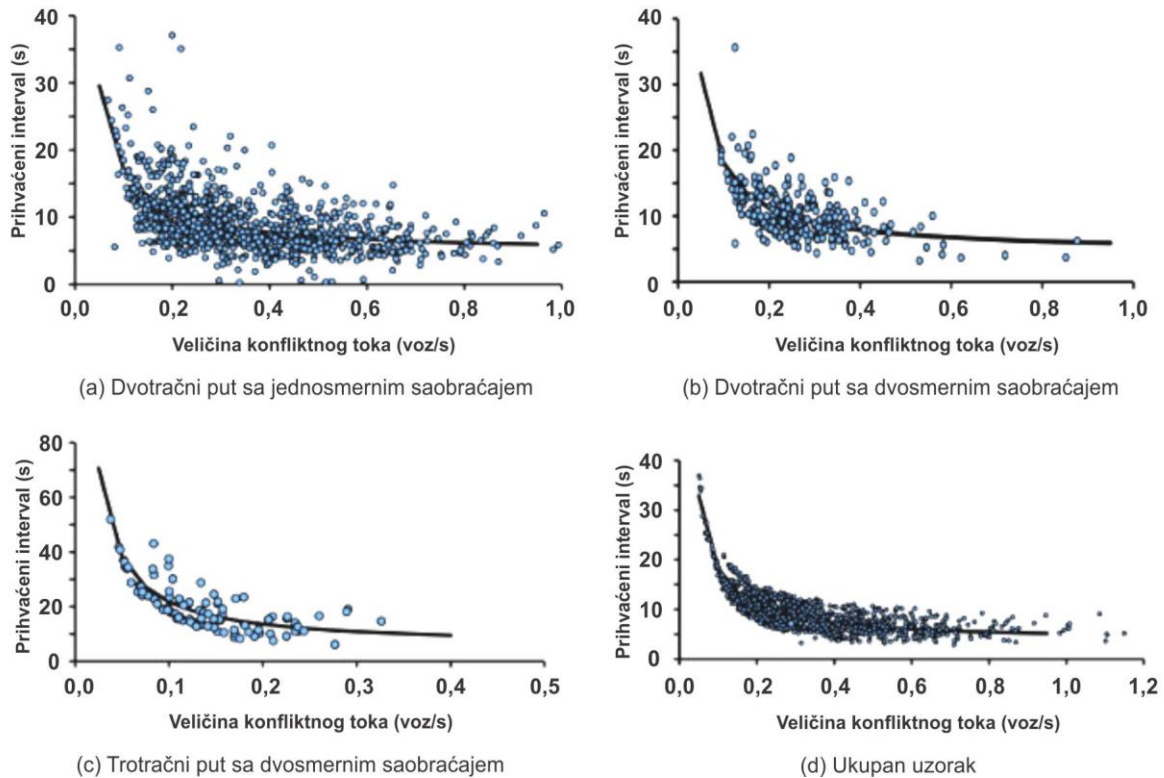 Prihvaćeni interval (s)
40
30
20
10
0
0,0 0,2 0,4 0,6 0,8 1,0
Veličina konfliktnog toka (voz/s)
(a) Dvotračni put sa jednosmernim saobraćajem
Prihvaćeni interval (s)
40
30
20
10
0
0,0 0,2 0,4 0,6 0,8 1,0
Veličina konfliktnog toka (voz/s)
(b) Dvotračni put sa dvosmernim saobraćajem
Prihvaćeni interval (s)
80
60
40
20
0
0,0 0,1 0,2 0,3 0,4 0,5
Veličina konfliktnog toka (voz/s)
(c) Trotračni put sa dvosmernim saobraćajem
Prihvaćeni interval (s)
40
30
20
10
0
0,0 0,2 0,4 0,6 0,8 1,0 1,2
Veličina konfliktnog toka (voz/s)
(d) Ukupan uzorak